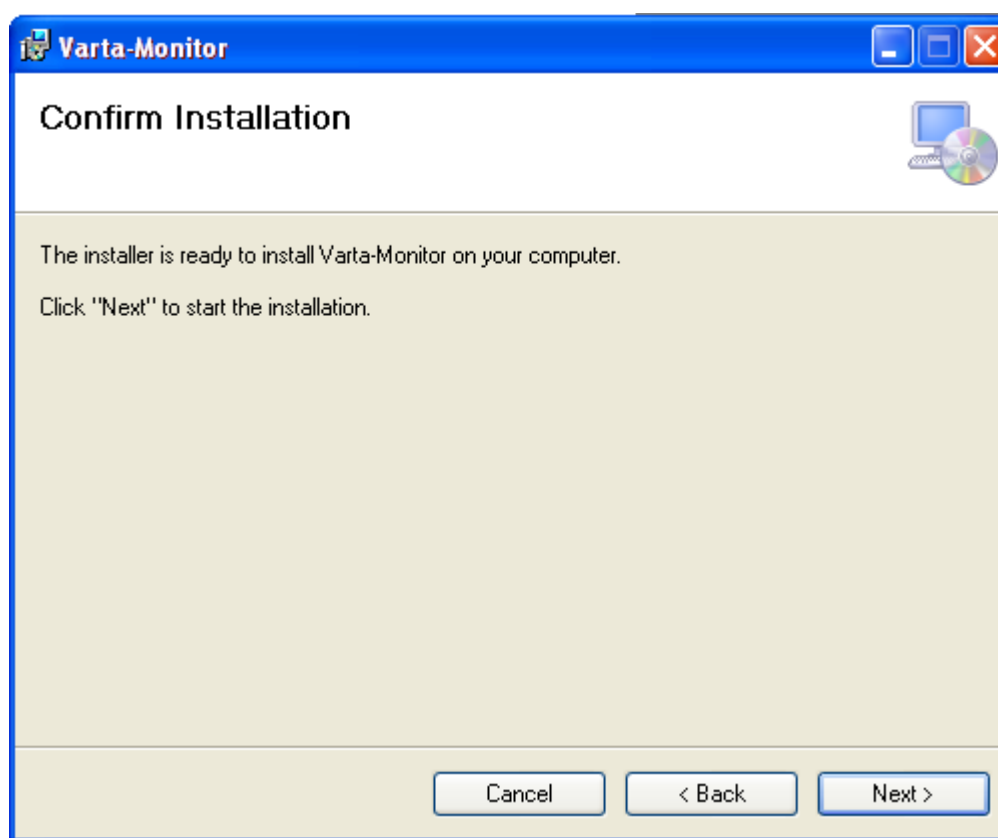 Varta-Monitor
Confirm Installation
The installer is ready to install Varta-Monitor on your computer.
Click "Next" to start the installation.
Cancel
< Back
Next >